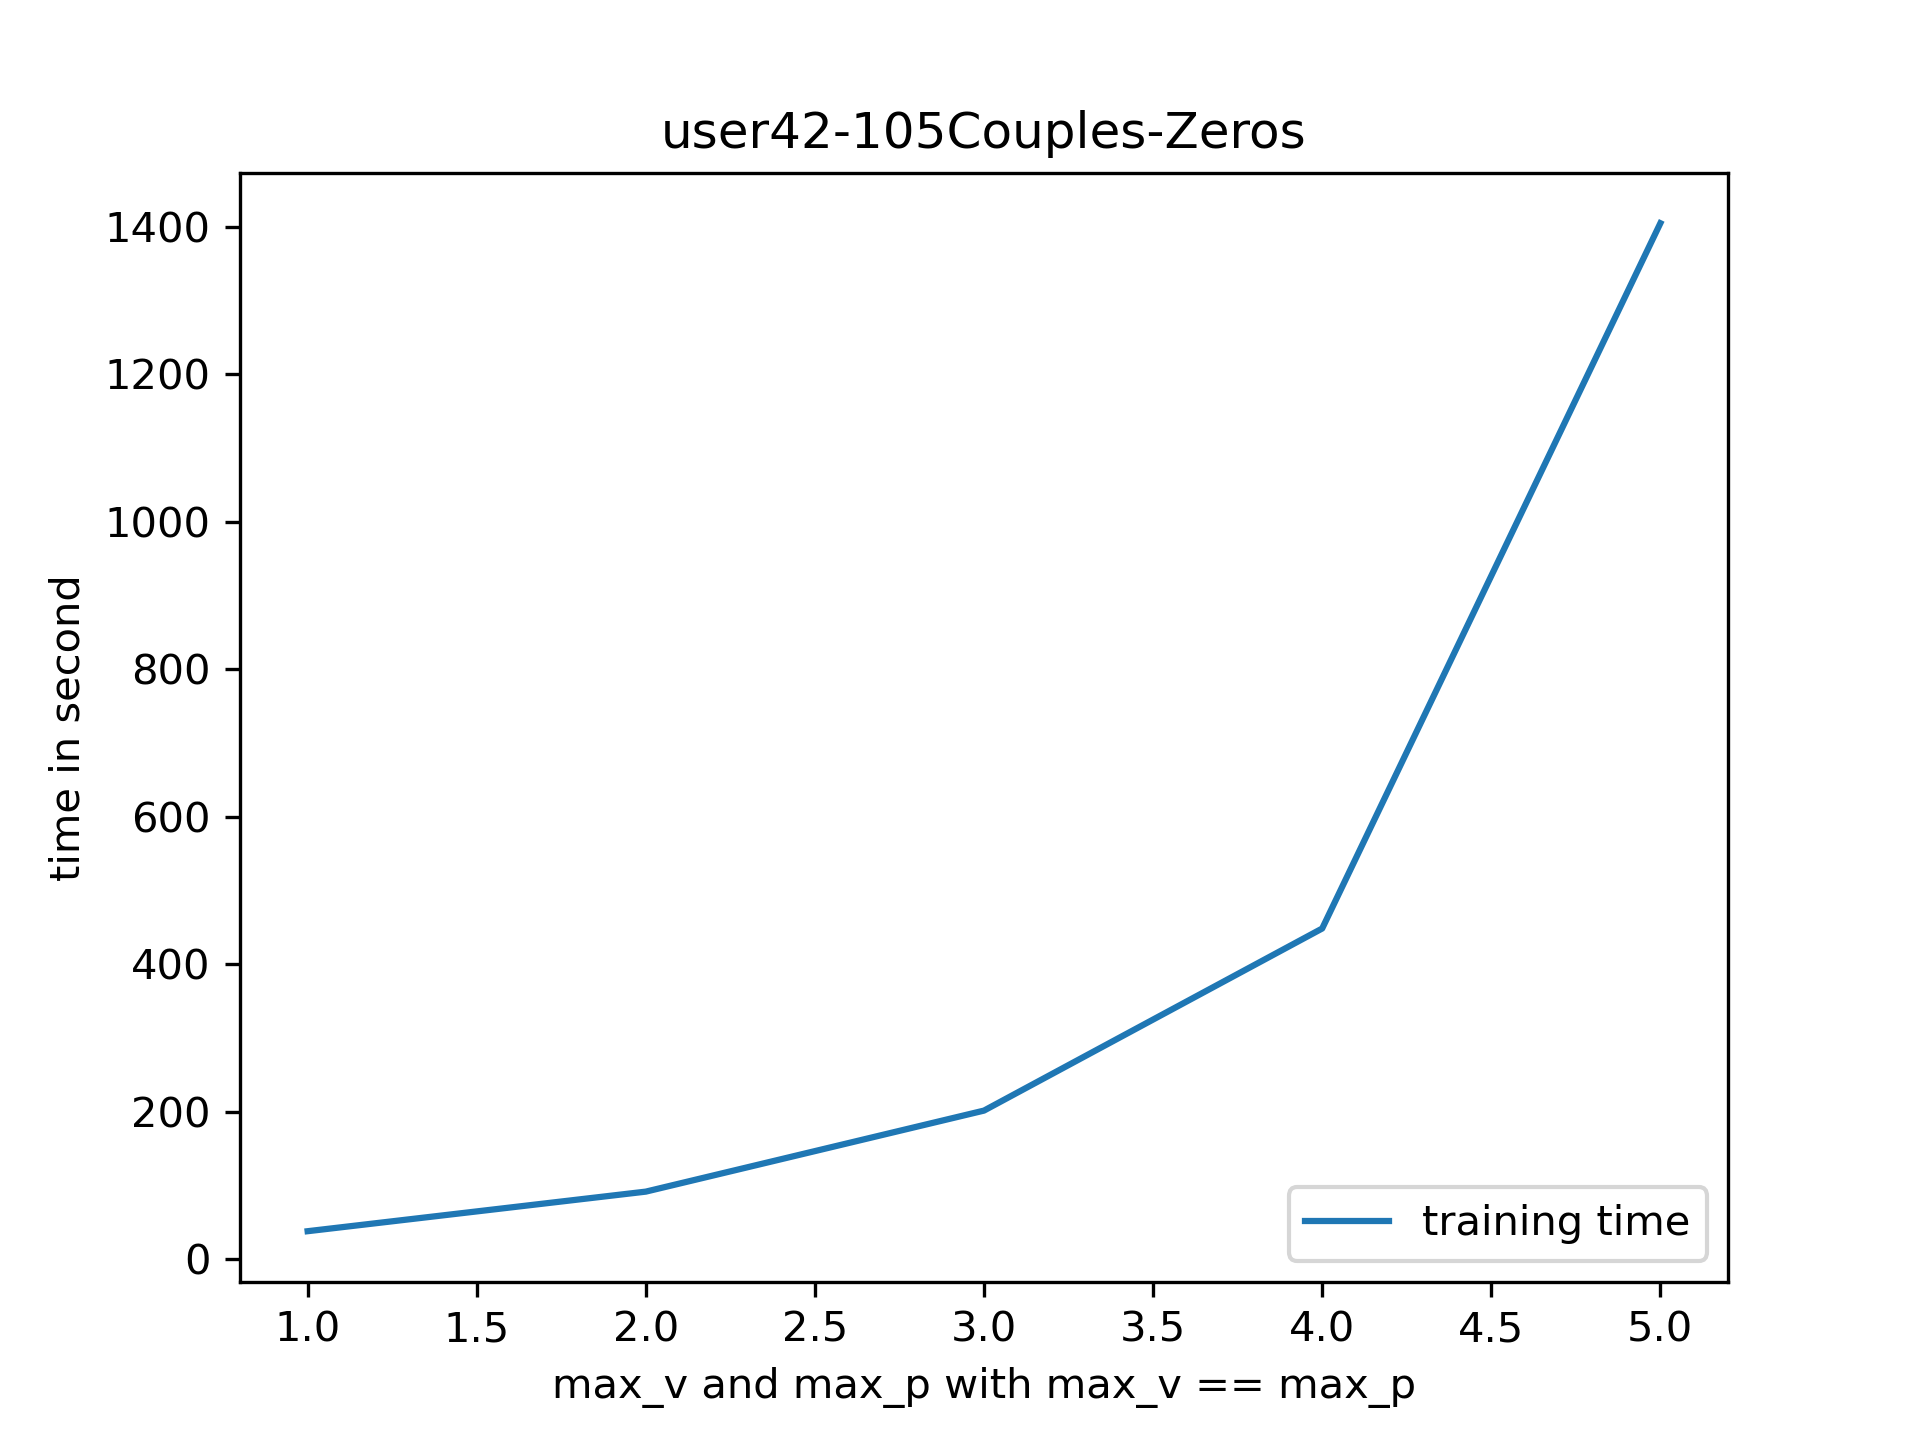 user42-105Couples-Zeros
1400
1200
1000
800
600
400
200
0
time in second
training time
1.0 1.5 2.0 2.5 3.0 3.5 4.0 4.5 5.0
max_v and max_p with max_v == max_p